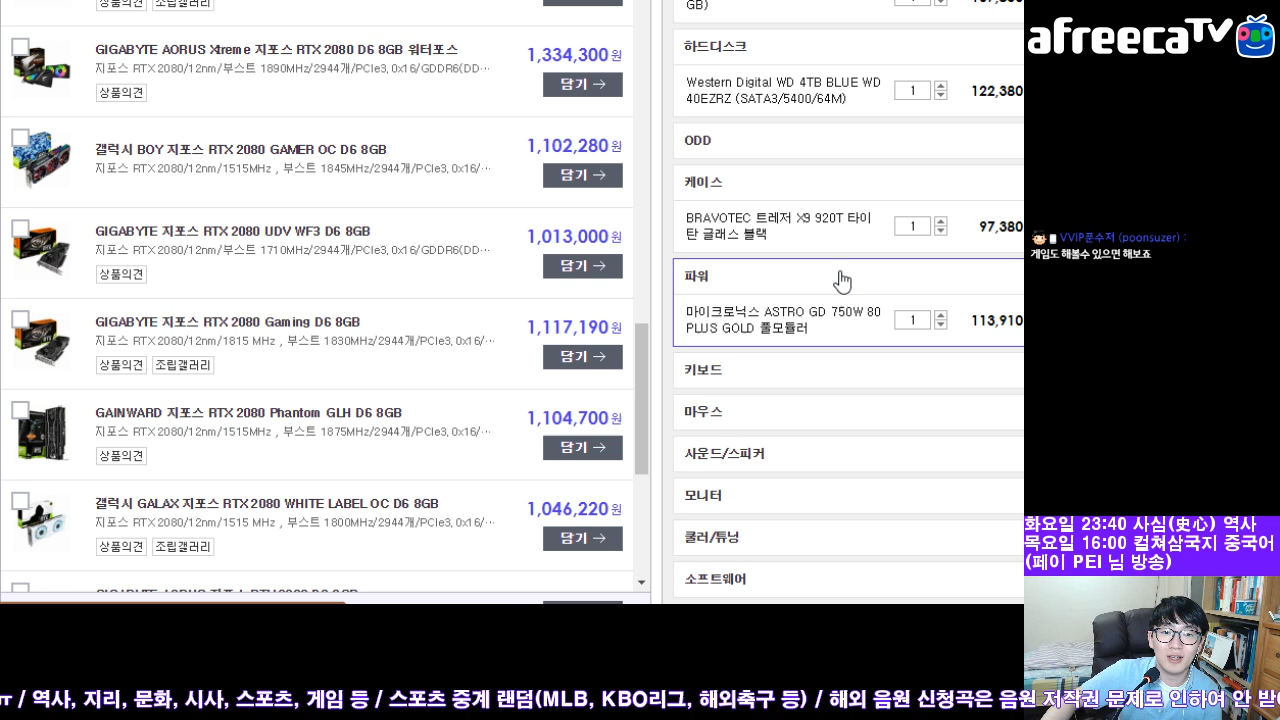 상품의견 조립갤러리
GIGABYTE AORUS Xtreme 지포스 RTX 2080 D6 8GB 워터포스
지포스 RTX2080/12nm/부스트 1890MHz/2944개/PCIe3.0x16/GDDR6(DD…
상품의견
1,334,300원
담기 →
갤럭시 BOY 지포스 RTX 2080 GAMER OC D6 8GB
지포스 RTX2080/12nm/1515MHz , 부스트 1845MHz/2944개/PCIe3.0x16/…
1,102,280원
담기 →
GIGABYTE 지포스 RTX 2080 UDV WF3 D6 8GB
지포스 RTX2080/12nm/부스트 1710MHz/2944개/PCIe3.0x16/GDDR6(DD…
상품의견
1,013,000원
담기 →
GIGABYTE 지포스 RTX 2080 Gaming D6 8GB
지포스 RTX2080/12nm/1815 MHz , 부스트 1830MHz/2944개/PCIe3.0x16/…
상품의견 조립갤러리
1,117,190원
담기 →
GAINWARD 지포스 RTX 2080 Phantom GLH D6 8GB
지포스 RTX2080/12nm/1515MHz , 부스트 1875MHz/2944개/PCIe3.0x16/…
상품의견
1,104,700원
담기 →
갤럭시 GALAX 지포스 RTX 2080 WHITE LABEL OC D6 8GB
지포스 RTX2080/12nm/1515 MHz , 부스트 1800MHz/2944개/PCIe3.0x16/…
상품의견 조립갤러리
1,046,220원
담기 →
GB)
하드디스크
Western Digital WD 4TB BLUE WD
40EZRZ (SATA3/5400/64M)
1
122,380
ODD
케이스
BRAVOTEC 트레저 X9 920T 타이
탄 글래스 블랙
1
97,380
파워
마이크로닉스 ASTRO GD 750W 80
PLUS GOLD 풀모듈러
1
113,910
키보드
마우스
사운드/스피커
모니터
쿨러/튜닝
소프트웨어
afreecaTV
VVIP푼수저 (poonsuzer) :
게임도 해볼수 있으면 해보죠
화요일 23:40 사심(史心) 역사
목요일 16:00 컬쳐삼국지 중국어
(페이 PEI 님 방송)
ㅠ / 역사, 지리, 문화, 시사, 스포츠, 게임 등 / 스포츠 중계 랜덤(MLB, KBO리그, 해외축구 등) / 해외 음원 신청곡은 음원 저작권 문제로 인하여 안 받